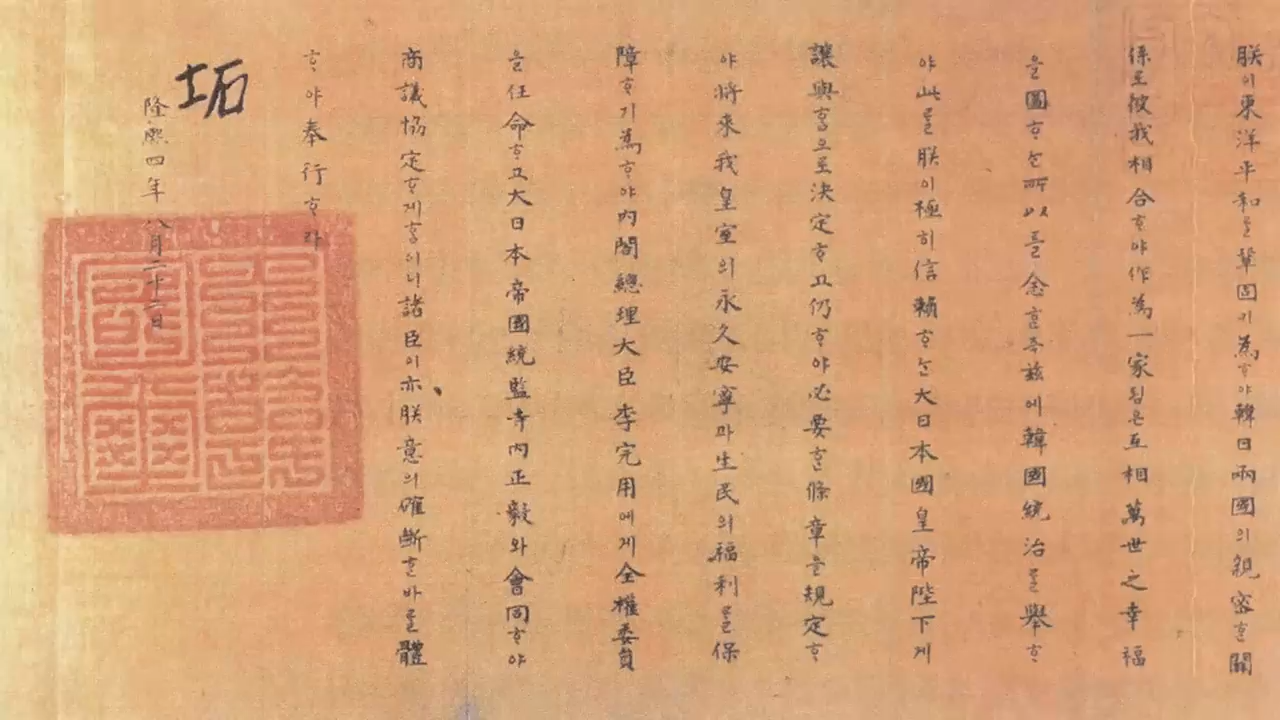 朕이東洋平和를鞏固기爲ᄒᆞ야韓日兩國의親密ᄒᆞᆫ關
係로彼我相合ᄒᆞ야作爲一家됨은互相萬世之幸福
을圖ᄒᆞᄂᆞᆫ所以를念ᄒᆞᆫ즉玆에韓國統治를擧ᄒᆞ
야此를朕이極히信賴ᄒᆞᄂᆞᆫ大日本國皇帝陛下게
讓與홈으로決定ᄒᆞ고仍ᄒᆞ야必要ᄒᆞᆫ條章을規定ᄒᆞ
야將來我皇室의永久安寧과生民의福利를保
障ᄒᆞ기爲ᄒᆞ야內閣總理大臣李完用에게全權委員
을任命ᄒᆞ고大日本帝國統監寺內正毅와會同ᄒᆞ야
商議協定ᄒᆞ게홈이니諸臣이亦朕意의確斷ᄒᆞᆫ바를體
ᄒᆞ야奉行ᄒᆞ라
坧
隆熙四年八月二十二日